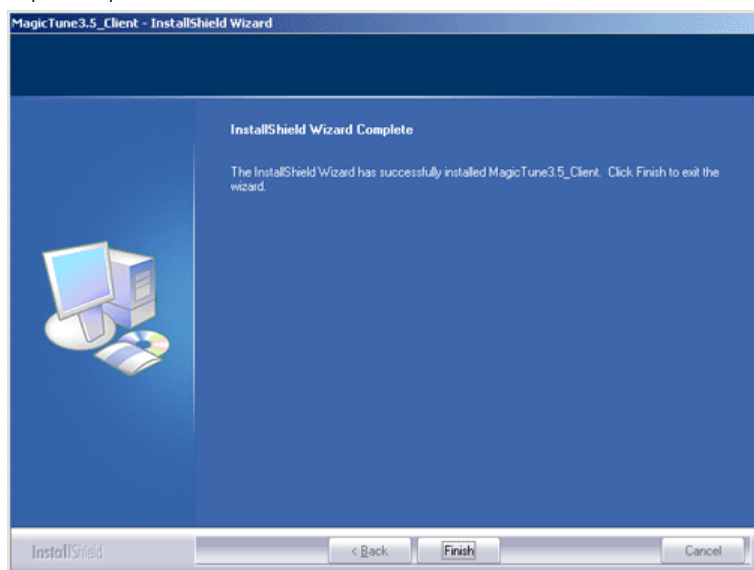 MagicTune3.5_Client - InstallShield Wizard
InstallShield Wizard Complete
The InstallShield Wizard has successfully installed MagicTune3.5_Client. Click Finish to exit the
wizard.
InstallShield
< Back
Finish
Cancel